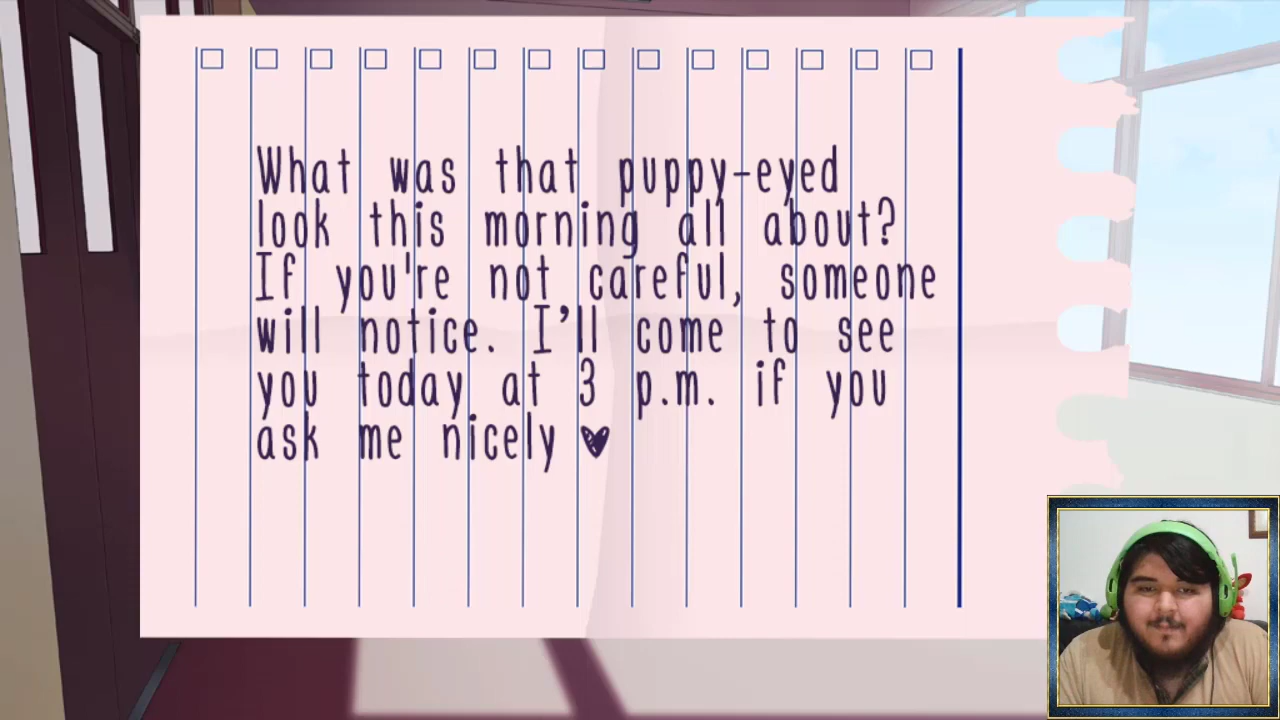 What was that puppy-eyed
look this morning all about?
If you're not careful, someone
will notice. I’ll come to see
you today at 3 p.m. if you
ask me nicely ♥